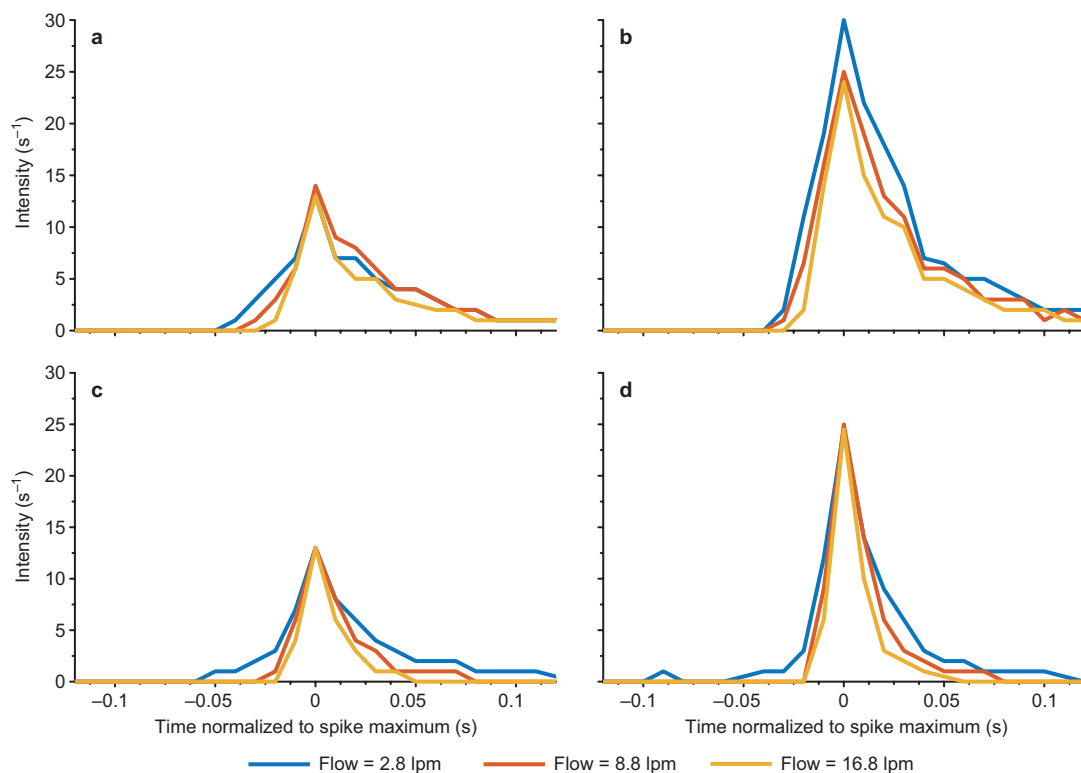 a
b
30
25
20
15
10
5
0
Intensity (s⁻¹)
c
d
30
25
20
15
10
5
0
Intensity (s⁻¹)
–0.1 –0.05 0 0.05 0.1
–0.1 –0.05 0 0.05 0.1
Time normalized to spike maximum (s)
Time normalized to spike maximum (s)
Flow = 2.8 lpm
Flow = 8.8 lpm
Flow = 16.8 lpm